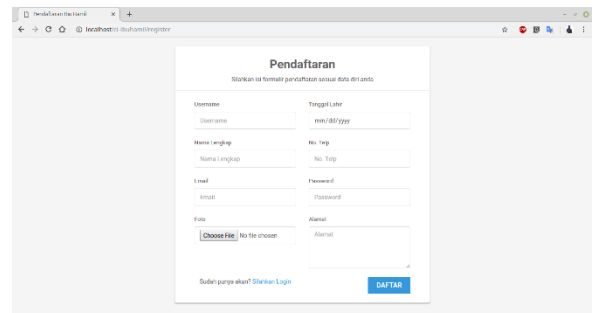 Pendaftaran Ibu Hamil
localhost/ci-ibuhamil/register
Pendaftaran
Silahkan isi formulir pendaftaran sesuai data diri anda
Username
Tanggal Lahir
Username
mm/dd/yyyy
Nama Lengkap
No. Telp
Nama Lengkap
No. Telp
Email
Password
Email
Password
Foto
Alamat
Choose File No file chosen
Alamat
Sudah punya akun? Silahkan Login
DAFTAR